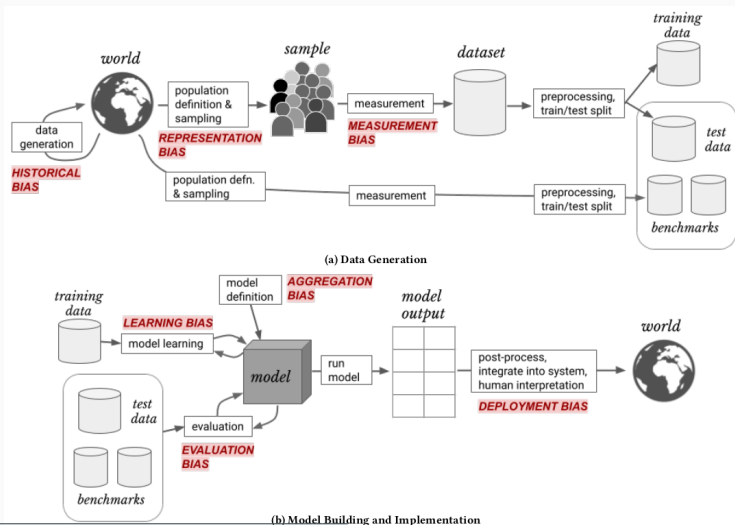 training
data
sample
world
dataset
population
definition &
sampling
measurement
preprocessing,
train/test split
data
generation
REPRESENTATION
BIAS
MEASUREMENT
BIAS
test
data
HISTORICAL
BIAS
population defn.
& sampling
measurement
preprocessing,
train/test split
benchmarks
(a) Data Generation
model
definition
AGGREGATION
BIAS
training
data
model
output
world
LEARNING BIAS
model learning
model
run
model
post-process,
integrate into system,
human interpretation
DEPLOYMENT BIAS
test
data
evaluation
EVALUATION
BIAS
benchmarks
(b) Model Building and Implementation